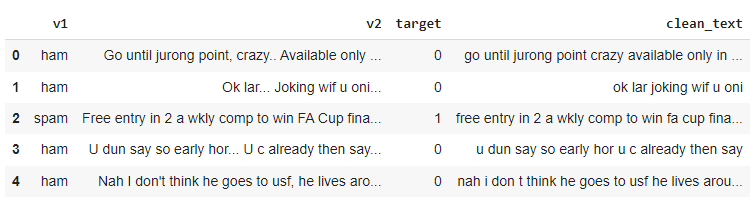 v1 v2 target clean_text
0 ham Go until jurong point, crazy.. Available only ... 0 go until jurong point crazy available only in ...
1 ham Ok lar... Joking wif u oni... 0 ok lar joking wif u oni
2 spam Free entry in 2 a wkly comp to win FA Cup fina... 1 free entry in 2 a wkly comp to win fa cup fina...
3 ham U dun say so early hor... U c already then say... 0 u dun say so early hor u c already then say
4 ham Nah I don't think he goes to usf, he lives aro... 0 nah i don t think he goes to usf he lives arou...